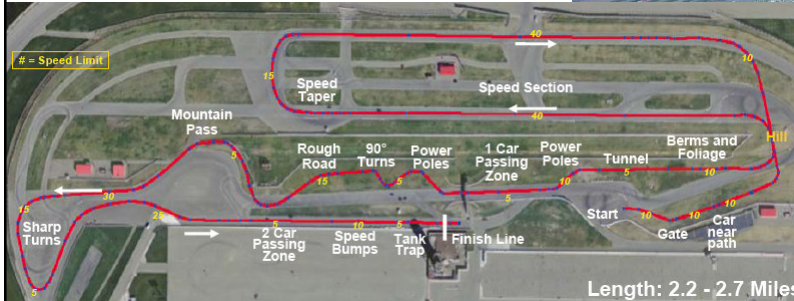 40
10
# = Speed Limit
15
Speed
Taper
Speed Section
40
Mountain
Pass
5
Rough
Road
15
90°
Turns
5
Power
Poles
1 Car
Passing
Zone
5
Power
Poles
10
Tunnel
5
Berms and
Foliage
10
Hill
30
15
Sharp
Turns
5
25
5
2 Car
Passing
Zone
10
Speed
Bumps
5
Tank
Trap
Finish Line
Start
10
Gate
10
10
Car
near
path
Length: 2.2 - 2.7 Miles